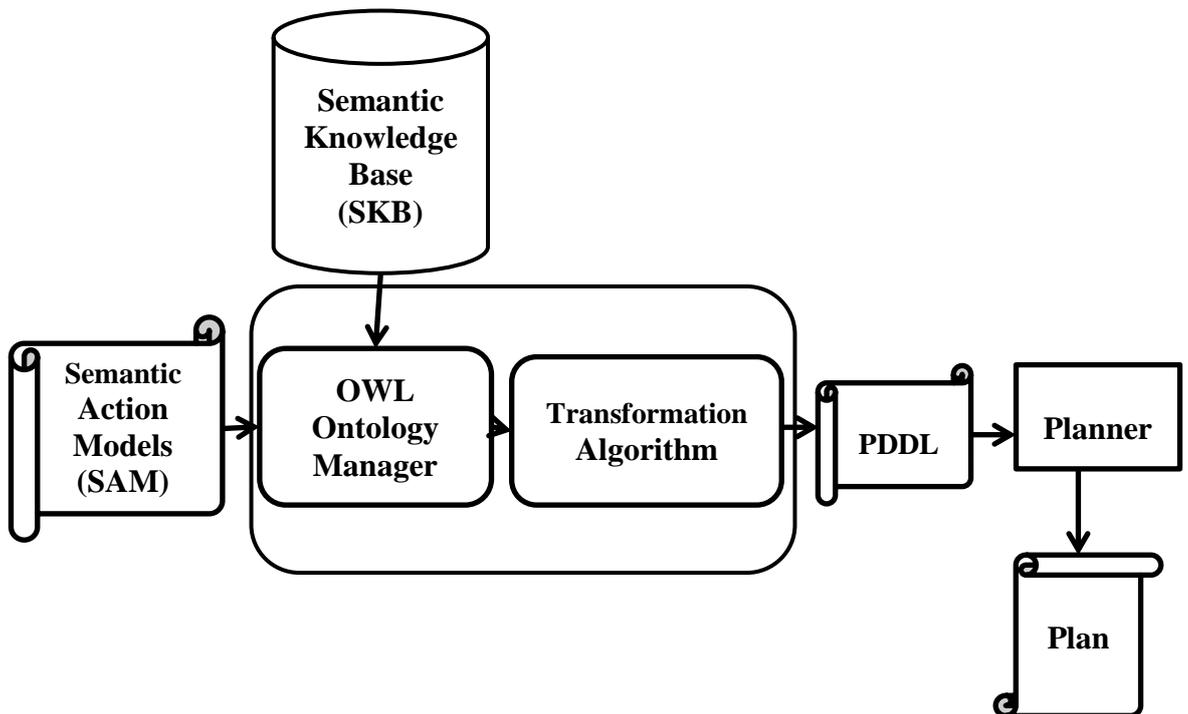 Semantic
Knowledge
Base
(SKB)
Semantic
Action
Models
(SAM)
OWL
Ontology
Manager
Transformation
Algorithm
PDDL
Planner
Plan